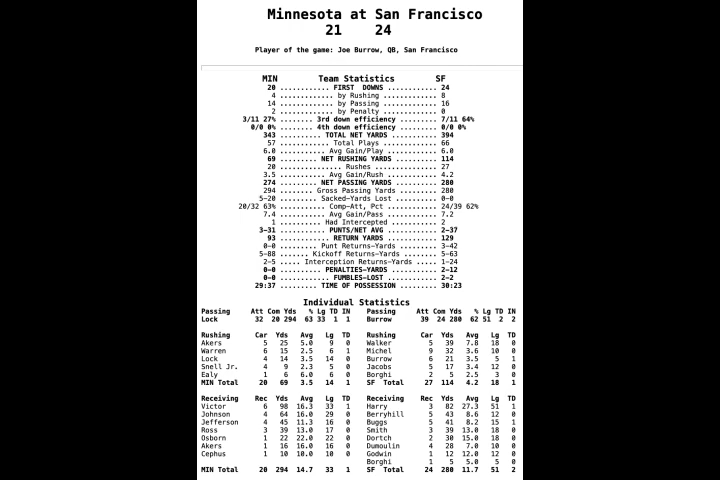 Minnesota at San Francisco
21 24
Player of the game: Joe Burrow, QB, San Francisco
MIN Team Statistics SF
20 .......... FIRST DOWNS ........... 24
4 ............ by Rushing ............ 8
14 ............ by Passing ............ 16
2 ............ by Penalty ............ 0
3/11 27% ........ 3rd down efficiency ........ 7/11 64%
0/0 0% ........ 4th down efficiency ........ 0/0 0%
343 ......... TOTAL NET YARDS ......... 394
57 ........... Total Plays ........... 66
6.0 .......... Avg Gain/Play .......... 6.0
69 ........ NET RUSHING YARDS ........ 114
20 ............. Rushes ............. 27
3.5 .......... Avg Gain/Rush .......... 4.2
274 ........ NET PASSING YARDS ........ 280
294 ....... Gross Passing Yards ....... 280
5-20 ........ Sacked-Yards Lost ........ 0-0
20/32 63% .......... Comp-Att, Pct .......... 24/39 62%
7.4 .......... Avg Gain/Pass .......... 7.2
1 ......... Had Intercepted ......... 2
3-31 .......... PUNTS/NET AVG .......... 2-37
93 ........... RETURN YARDS .......... 129
0-0 ........ Punt Returns-Yards ....... 3-42
5-88 ...... Kickoff Returns-Yards ...... 5-63
2-5 .... Interception Returns-Yards .... 1-24
0-0 ......... PENALTIES-YARDS ......... 2-12
0-0 .......... FUMBLES-LOST .......... 2-2
29:37 ........ TIME OF POSSESSION ........ 30:23
Individual Statistics
Passing Att Com Yds % Lg TD IN Passing Att Com Yds % Lg TD IN
Lock 32 20 294 63 33 1 1 Burrow 39 24 280 62 51 2 2
Rushing Car Yds Avg Lg TD Rushing Car Yds Avg Lg TD
Akers 5 25 5.0 9 0 Walker 5 39 7.8 18 0
Warren 6 15 2.5 6 1 Michel 9 32 3.6 10 0
Lock 4 14 3.5 14 0 Burrow 6 21 3.5 5 1
Snell Jr. 4 9 2.3 5 0 Jacobs 5 17 3.4 12 0
Ealy 1 6 6.0 6 0 Borghi 2 5 2.5 3 0
MIN Total 20 69 3.5 14 1 SF Total 27 114 4.2 18 1
Receiving Rec Yds Avg Lg TD Receiving Rec Yds Avg Lg TD
Victor 6 98 16.3 33 1 Harry 3 82 27.3 51 1
Johnson 4 64 16.0 29 0 Berryhill 5 43 8.6 12 0
Jefferson 4 45 11.3 16 0 Buggs 5 41 8.2 15 1
Ross 3 39 13.0 17 0 Smith 3 39 13.0 18 0
Osborn 1 22 22.0 22 0 Dortch 2 30 15.0 18 0
Akers 1 16 16.0 16 0 Dumoulin 4 28 7.0 10 0
Cephus 1 10 10.0 10 0 Godwin 1 12 12.0 12 0
Borghi 1 5 5.0 5 0
MIN Total 20 294 14.7 33 1 SF Total 24 280 11.7 51 2